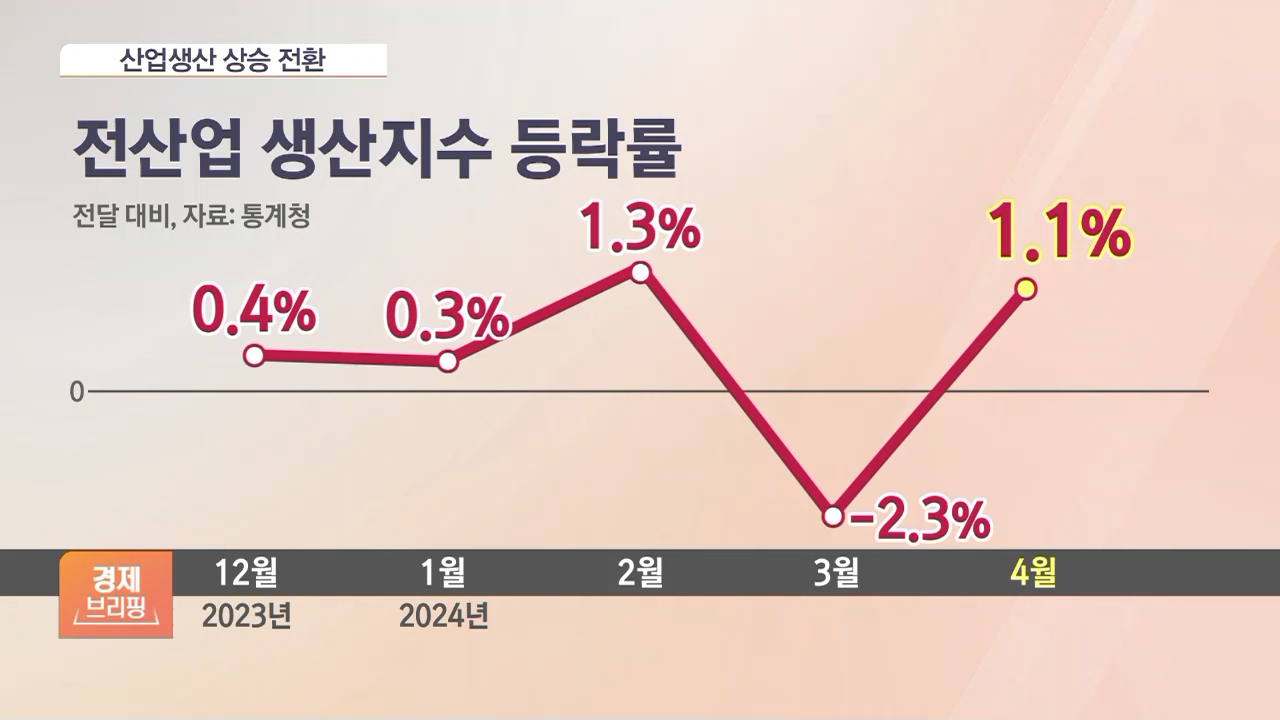 산업생산 상승 전환
전산업 생산지수 등락률
전달 대비, 자료: 통계청
0.4%
0.3%
1.3%
-2.3%
1.1%
0
경제
브리핑
12월
1월
2월
3월
4월
2023년
2024년